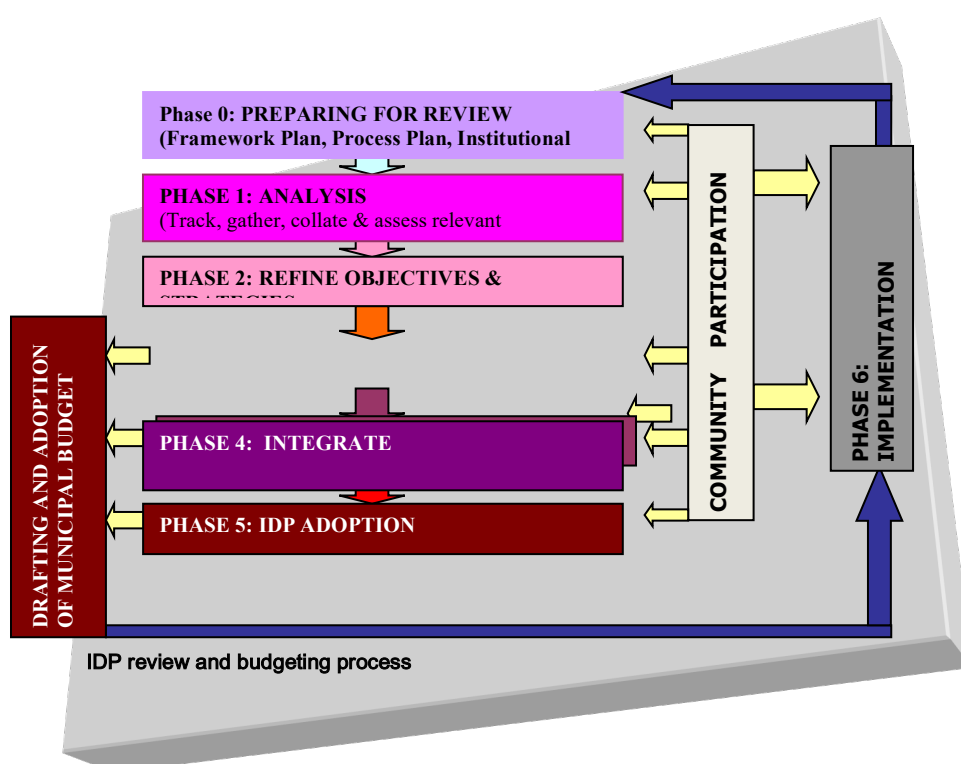 Phase 0: PREPARING FOR REVIEW
(Framework Plan, Process Plan, Institutional
PHASE 1: ANALYSIS
(Track, gather, collate & assess relevant
PHASE 2: REFINE OBJECTIVES &
PHASE 4: INTEGRATE
PHASE 5: IDP ADOPTION
DRAFTING AND ADOPTION
OF MUNICIPAL BUDGET
COMMUNITY PARTICIPATION
PHASE 6:
IMPLEMENTATION
IDP review and budgeting process